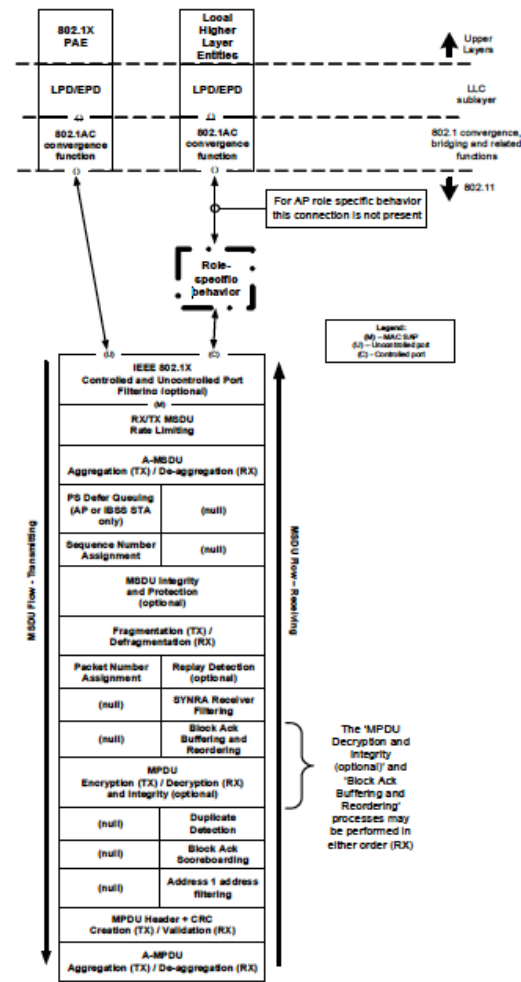 802.1X
PAE
Local
Higher
Layer
Entities
Upper
Layers
LPD/EPD
LPD/EPD
LLC
sublayer
()
()
802.1AC
convergence
function
802.1AC
convergence
function
802.1 convergence,
bridging and related
functions
()
()
802.11
For AP role specific behavior
this connection is not present
Role-
specific
behavior
Legend:
(M) – MAC SAP
(U) – Uncontrolled port
(C) - Controlled port
(U)
(C)
IEEE 802.1X
Controlled and Uncontrolled Port
Filtering (optional)
(M)
RX/TX MSDU
Rate Limiting
A-MSDU
Aggregation (TX) / De-aggregation (RX)
PS Defer Queuing
(AP or IBSS STA
only)
(null)
Sequence Number
Assignment
(null)
MSDU Integrity
and Protection
(optional)
Fragmentation (TX) /
Defragmentation (RX)
Packet Number
Assignment
Replay Detection
(optional)
(null)
SYNRA Receiver
Filtering
(null)
Block Ack
Buffering and
Reordering
MPDU
Encryption (TX) / Decryption (RX)
and Integrity (optional)
(null)
Duplicate
Detection
(null)
Block Ack
Scoreboarding
(null)
Address 1 address
filtering
MPDU Header + CRC
Creation (TX) / Validation (RX)
A-MPDU
Aggregation (TX) / De-aggregation (RX)
MSDU Flow - Transmitting
MSDU Flow – Receiving
The 'MPDU
Decryption and
Integrity
(optional)' and
'Block Ack
Buffering and
Reordering'
processes may
be performed in
either order (RX)